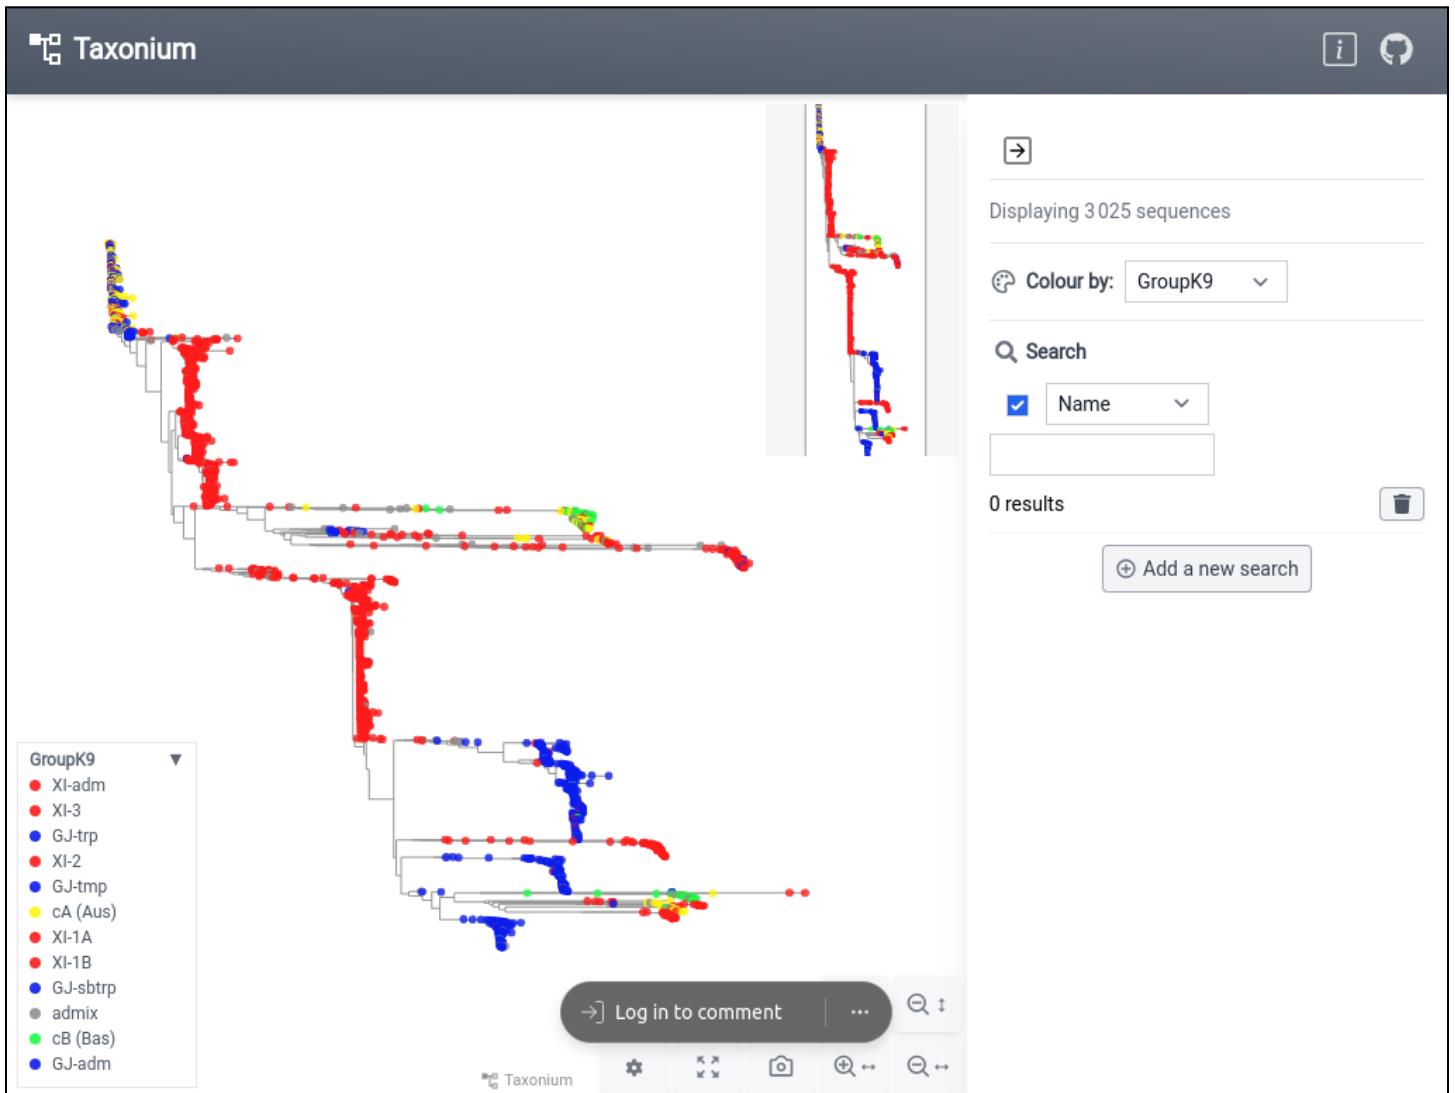 Taxonium
i
Displaying 3 025 sequences
Colour by: GroupK9
Search
Name
0 results
Add a new search
GroupK9 ▼
XI-adm
XI-3
GJ-trp
XI-2
GJ-tmp
cA (Aus)
XI-1A
XI-1B
GJ-sbtrp
admix
cB (Bas)
GJ-adm
Log in to comment ...
Taxonium